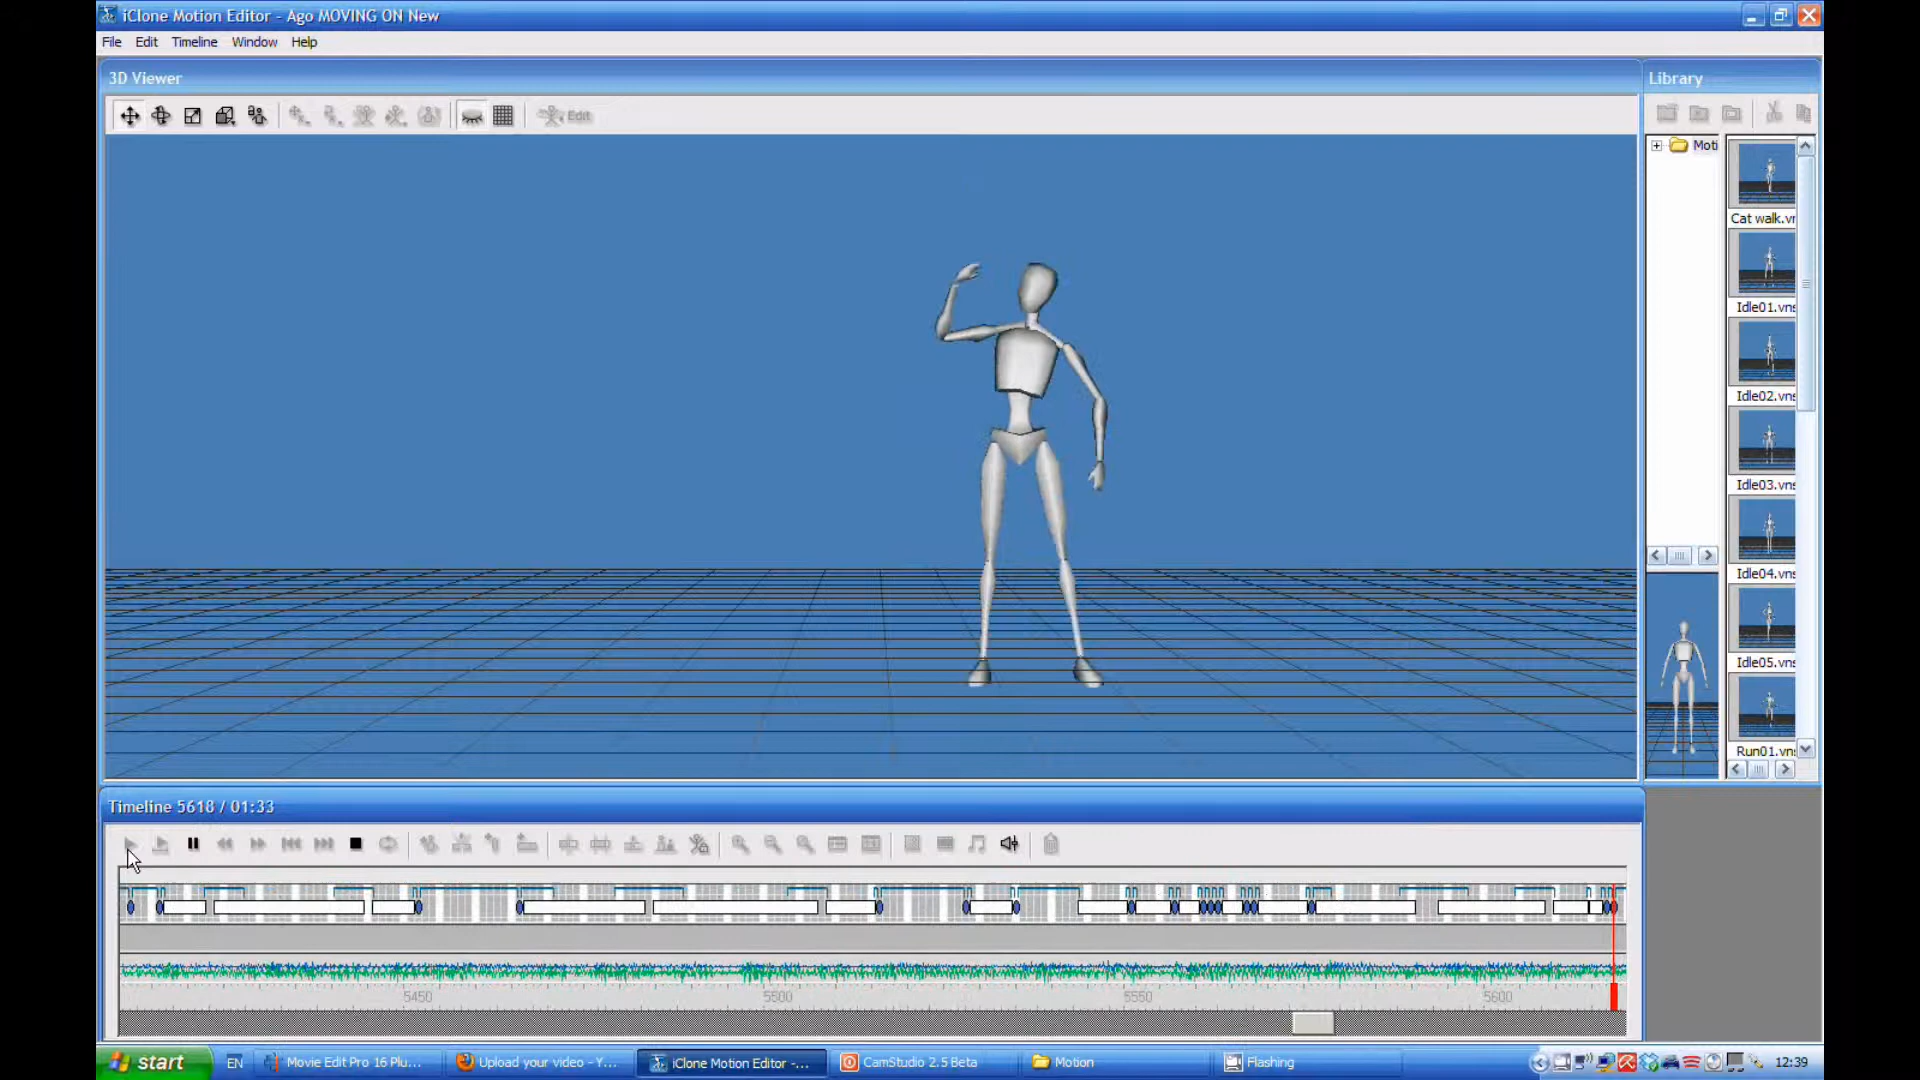 iClone Motion Editor - Ago MOVING ON New
File Edit Timeline Window Help
3D Viewer
Library
Edit
Moti
Cat walk.vn
Idle01.vns
Idle02.vns
Idle03.vns
Idle04.vns
Idle05.vns
Run01.vns
Timeline 5618 / 01:33
5450 5500 5550 5600
start EN Movie Edit Pro 16 Plu... Upload your video - Y... iClone Motion Editor -... CamStudio 2.5 Beta Motion Flashing 12:39